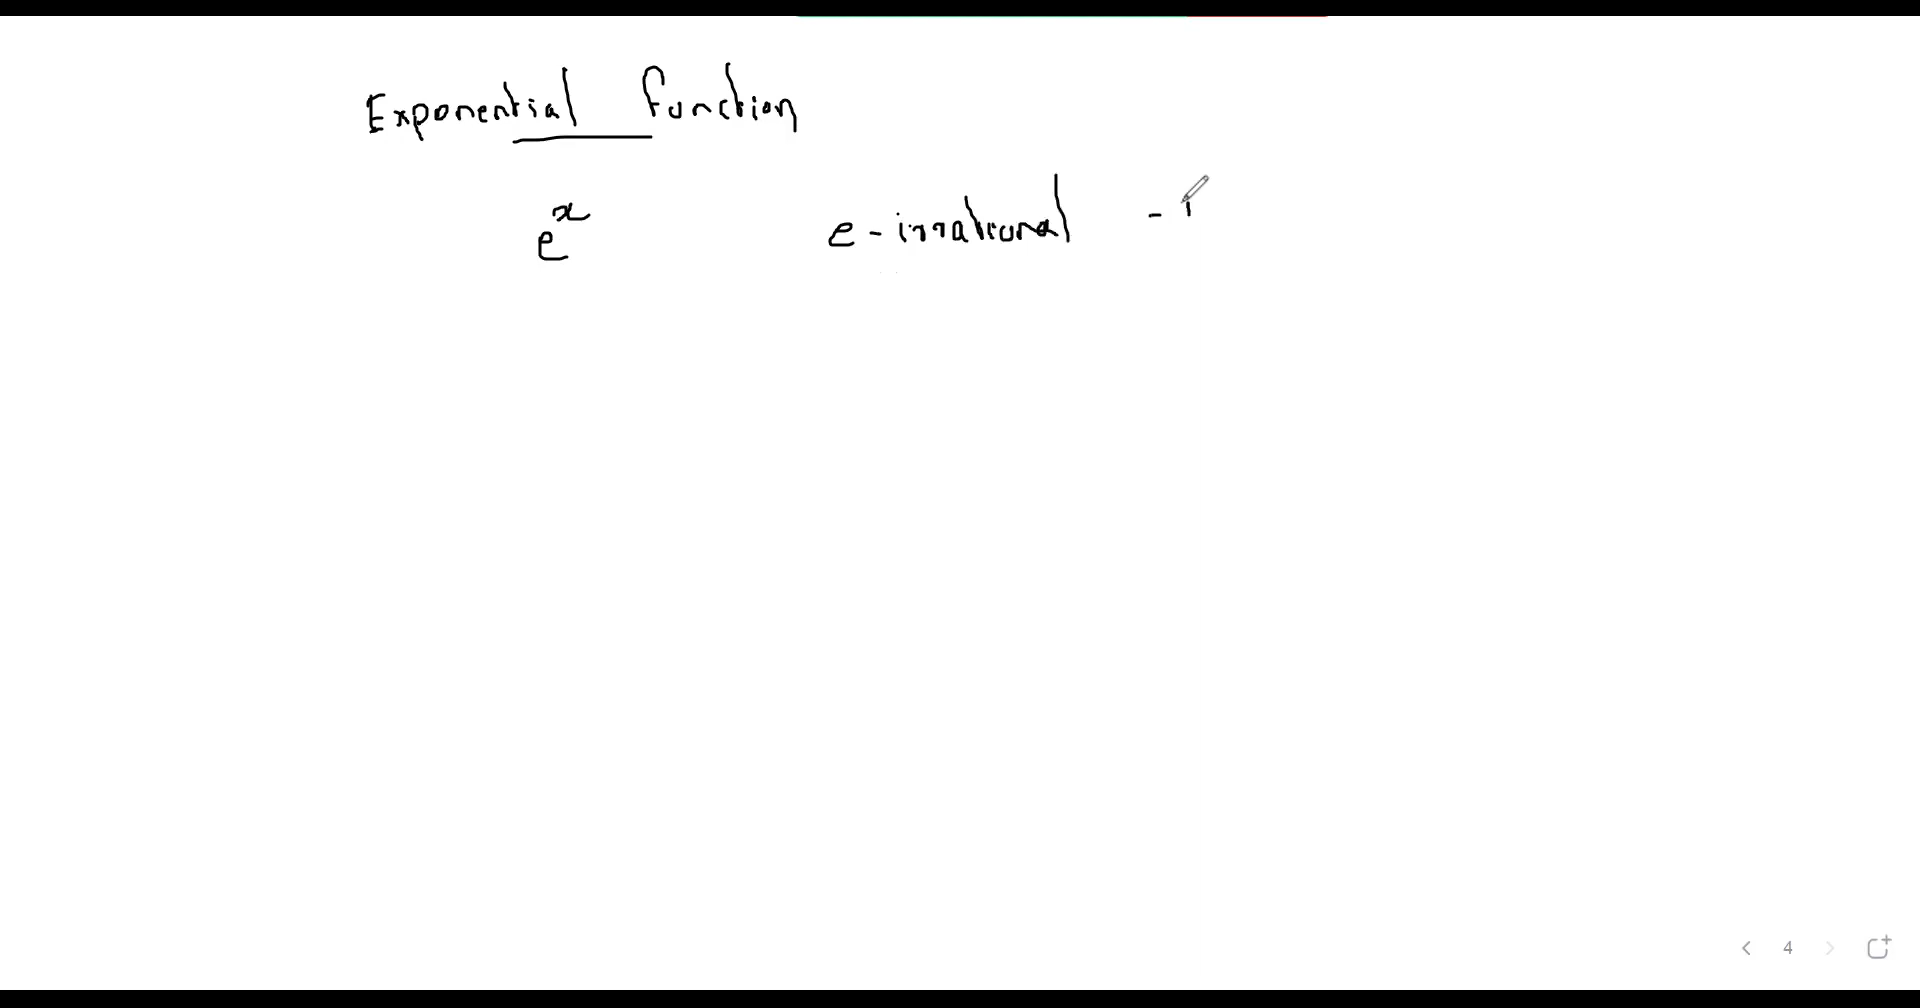 Exponential function
e^x e - irrational -
4